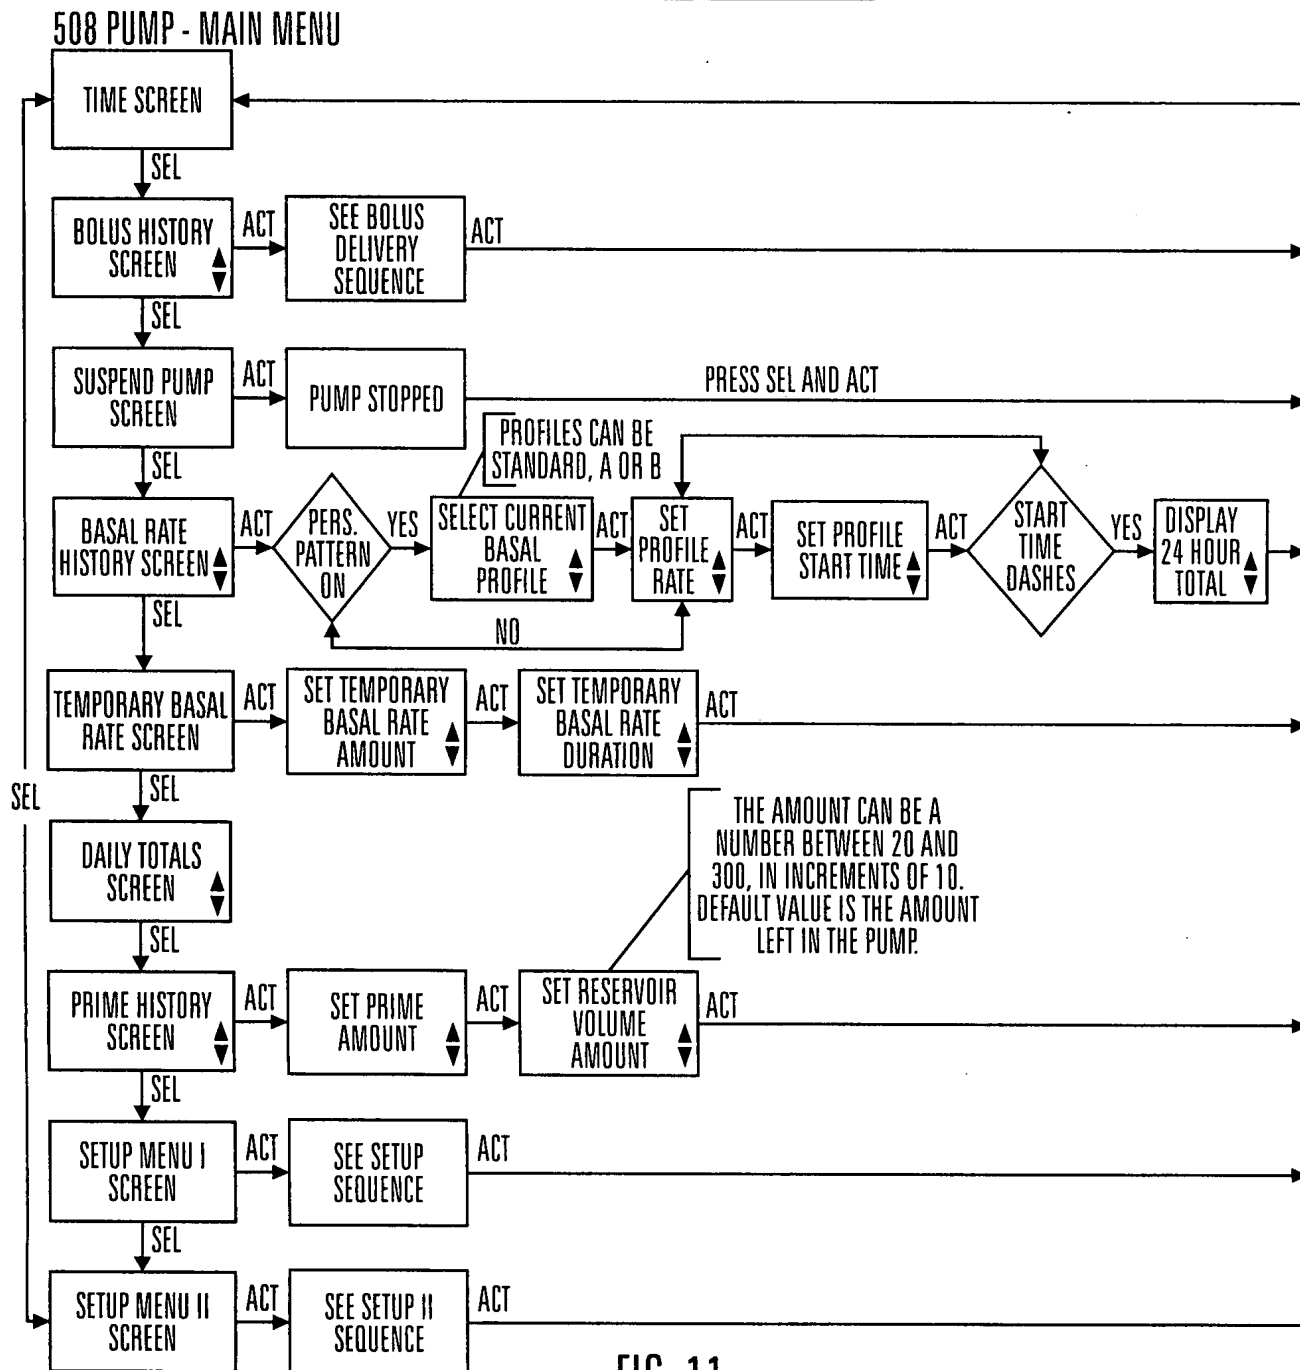 508 PUMP - MAIN MENU
TIME SCREEN
SEL
BOLUS HISTORY
SCREEN
ACT
SEE BOLUS
DELIVERY
SEQUENCE
ACT
SEL
SUSPEND PUMP
SCREEN
ACT
PUMP STOPPED
PRESS SEL AND ACT
SEL
PROFILES CAN BE
STANDARD, A OR B
BASAL RATE
HISTORY SCREEN
ACT
PERS.
PATTERN
ON
YES
SELECT CURRENT
BASAL
PROFILE
ACT
SET
PROFILE
RATE
ACT
SET PROFILE
START TIME
ACT
START
TIME
DASHES
YES
DISPLAY
24 HOUR
TOTAL
NO
SEL
TEMPORARY BASAL
RATE SCREEN
ACT
SET TEMPORARY
BASAL RATE
AMOUNT
ACT
SET TEMPORARY
BASAL RATE
DURATION
ACT
SEL
SEL
DAILY TOTALS
SCREEN
THE AMOUNT CAN BE A
NUMBER BETWEEN 20 AND
300, IN INCREMENTS OF 10.
DEFAULT VALUE IS THE AMOUNT
LEFT IN THE PUMP.
SEL
PRIME HISTORY
SCREEN
ACT
SET PRIME
AMOUNT
ACT
SET RESERVOIR
VOLUME
AMOUNT
ACT
SEL
SETUP MENU I
SCREEN
ACT
SEE SETUP
SEQUENCE
ACT
SEL
SETUP MENU II
SCREEN
ACT
SEE SETUP II
SEQUENCE
ACT
FIG. 11